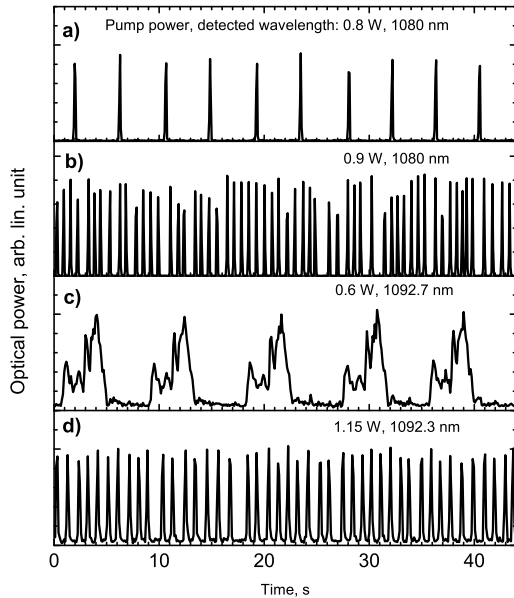 a) Pump power, detected wavelength: 0.8 W, 1080 nm
b) 0.9 W, 1080 nm
c) 0.6 W, 1092.7 nm
d) 1.15 W, 1092.3 nm
Optical power, arb. lin. unit
0 10 20 30 40
Time, s